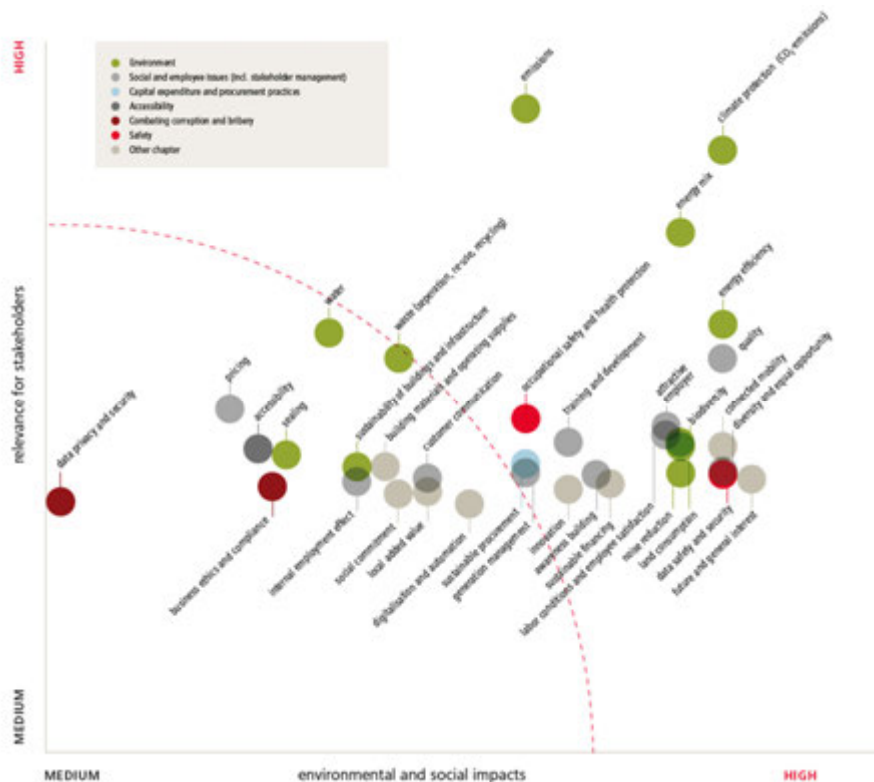 HIGH
Environment
Social and employee issues (incl. stakeholder management)
Capital expenditure and procurement practices
Accessibility
Combating corruption and bribery
Safety
Other chapter
emissions
climate protection (CO₂ emissions)
energy mix
energy efficiency
water
waste (seperation, re-use, recycling)
quality
occupational safety and health protection
sustainability of buildings and infrastructure
building materials and operating supplies
customer communication
training and development
attractive
employer
biodiversity
connected mobility
diversity and equal opportunity
pricing
accessibility
sealing
data privacy and security
business ethics and compliance
internal employment effect
social commitment
local added value
digitalisation and automation
sustainable procurement
generation management
innovation
awareness building
sustainable financing
labor conditions and employee satisfaction
noise reduction
land consumption
data safety and security
future and general interest
relevance for stakeholders
MEDIUM
MEDIUM
environmental and social impacts
HIGH